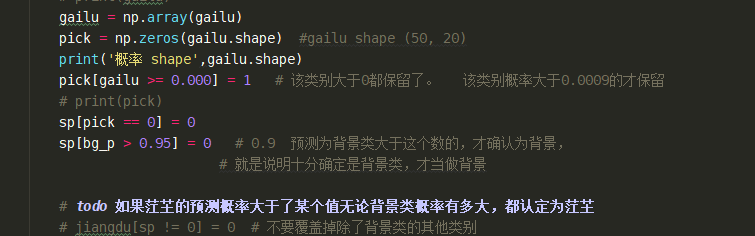 gailu = np.array(gailu)
pick = np.zeros(gailu.shape)  #gailu shape (50, 20)
print('概率 shape',gailu.shape)
pick[gailu >= 0.000] = 1   # 该类别大于0都保留了。   该类别概率大于0.0009的才保留
# print(pick)
sp[pick == 0] = 0
sp[bg_p > 0.95] = 0   # 0.9  预测为背景类大于这个数的，才确认为背景，
# 就是说明十分确定是背景类，才当做背景
# todo 如果茳芏的预测概率大于了某个值无论背景类概率有多大，都认定为茳芏
# jiangdu[sp != 0] = 0  # 不要覆盖掉除了背景类的其他类别